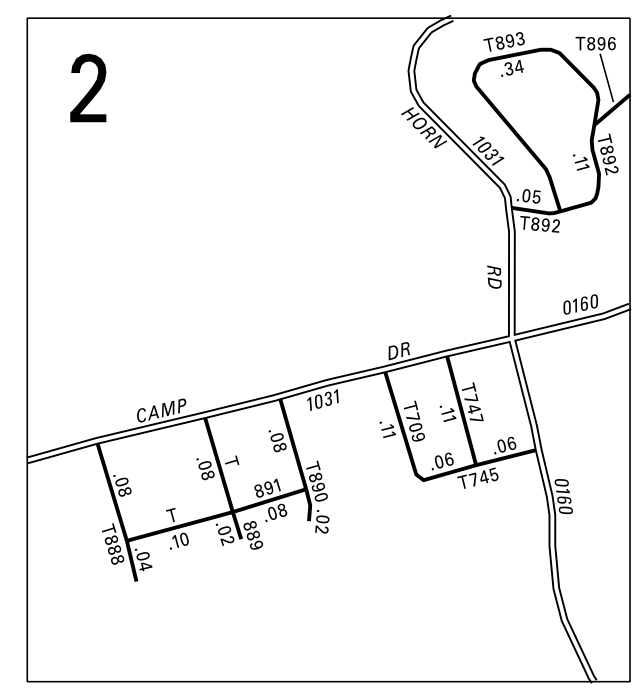 2
T893
.34
T896
HORN
1031
T892
.11
.05
T892
RD
0160
DR
CAMP
1031
.11
T709
.11
T747
.06
.06
T745
.08
.08
T
.08
T890
891
.08
.02
T
.10
.02
889
T888
.04
0160